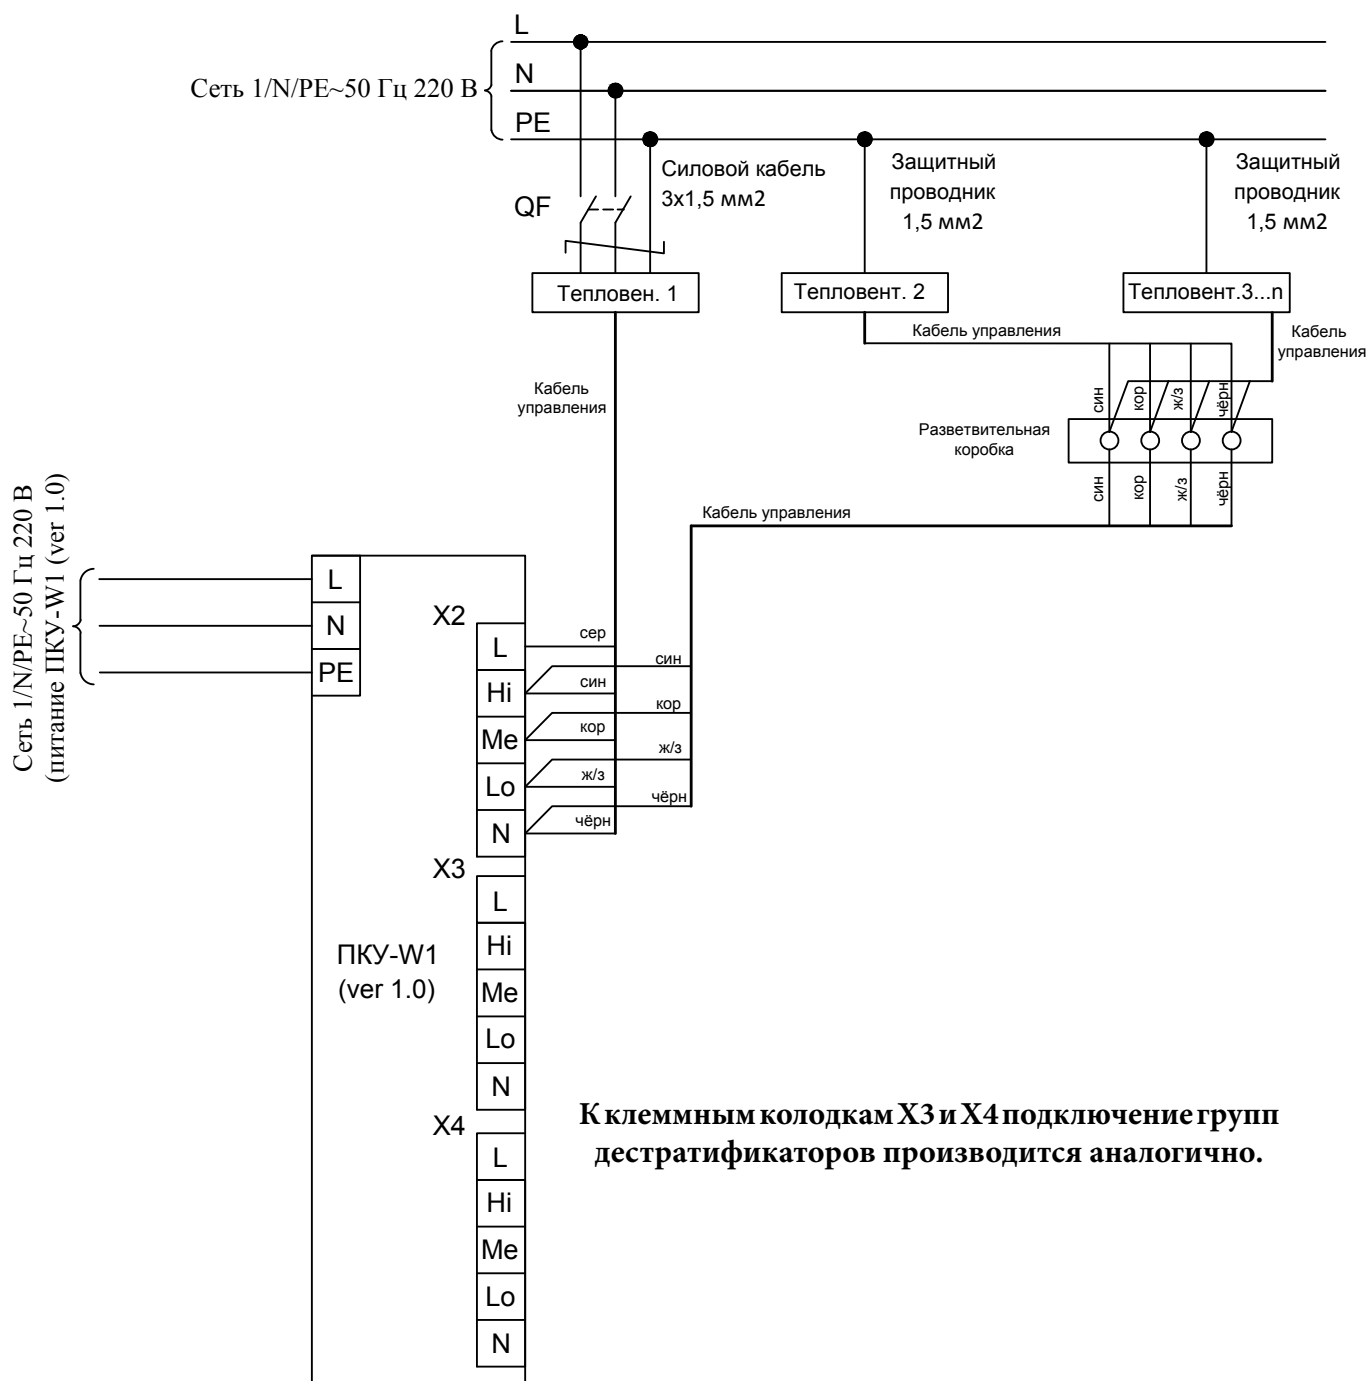 L
Сеть 1/N/PE~50 Гц 220 В
N
PE
Силовой кабель
3х1,5 мм2
Защитный
проводник
1,5 мм2
Защитный
проводник
1,5 мм2
QF
Тепловен. 1
Тепловент. 2
Тепловент.3...n
Кабель управления
Кабель
управления
Кабель
управления
син
кор
ж/з
чёрн
Разветвительная
коробка
син
кор
ж/з
чёрн
Кабель управления
Сеть 1/N/PE~50 Гц 220 В
(питание ПКУ-W1 (ver 1.0)
L
N
PE
X2
L
Hi
Me
Lo
N
сер
син
син
кор
кор
ж/з
ж/з
чёрн
чёрн
X3
L
Hi
Me
Lo
N
ПКУ-W1
(ver 1.0)
X4
L
Hi
Me
Lo
N
К клеммным колодкам Х3 и Х4 подключение групп
дестратификаторов производится аналогично.